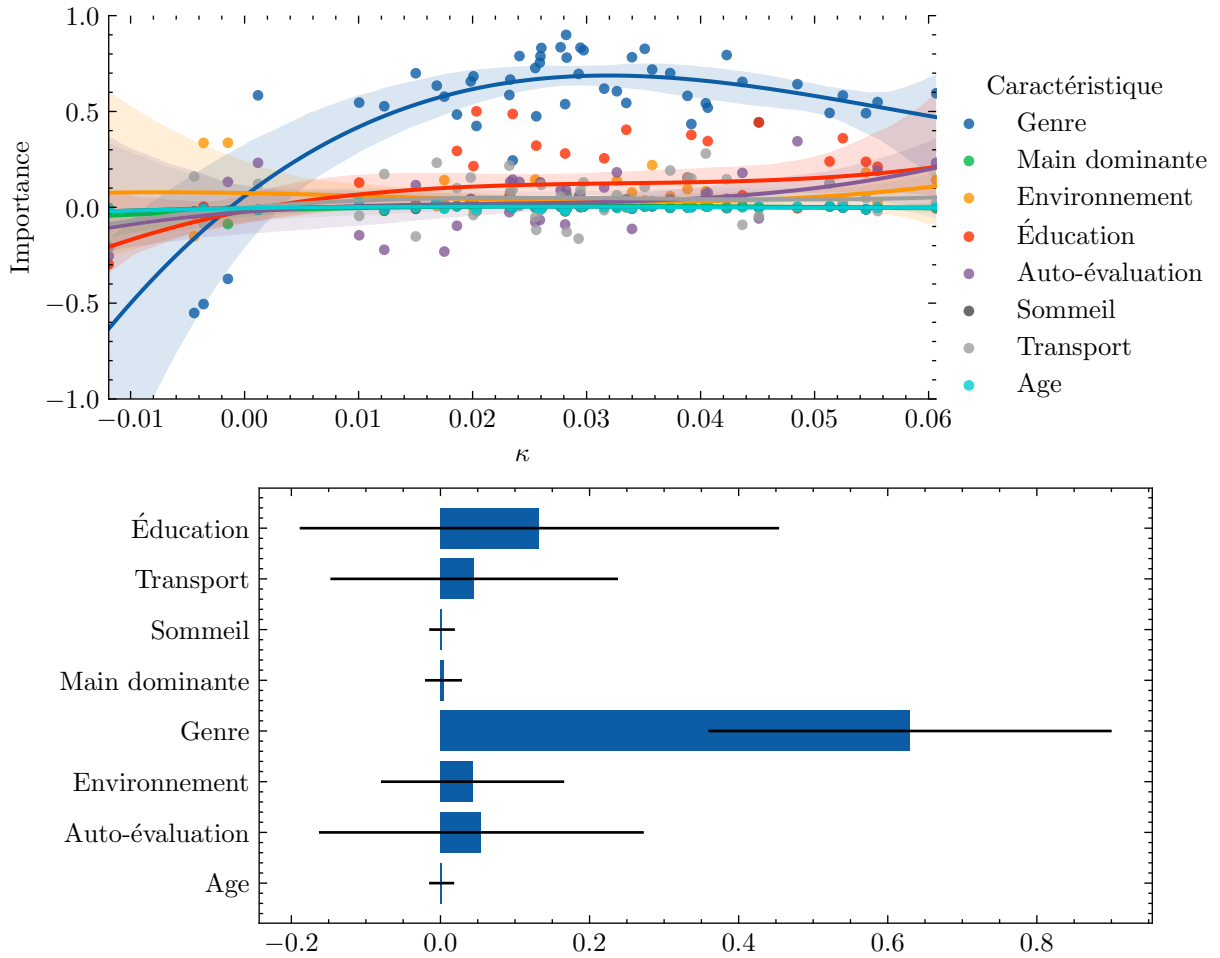 1.0
0.5
0.0
−0.5
−1.0
Importance
−0.01
0.00
0.01
0.02
0.03
0.04
0.05
0.06
κ
Caractéristique
Genre
Main dominante
Environnement
Éducation
Auto-évaluation
Sommeil
Transport
Age
Éducation
Transport
Sommeil
Main dominante
Genre
Environnement
Auto-évaluation
Age
−0.2
0.0
0.2
0.4
0.6
0.8